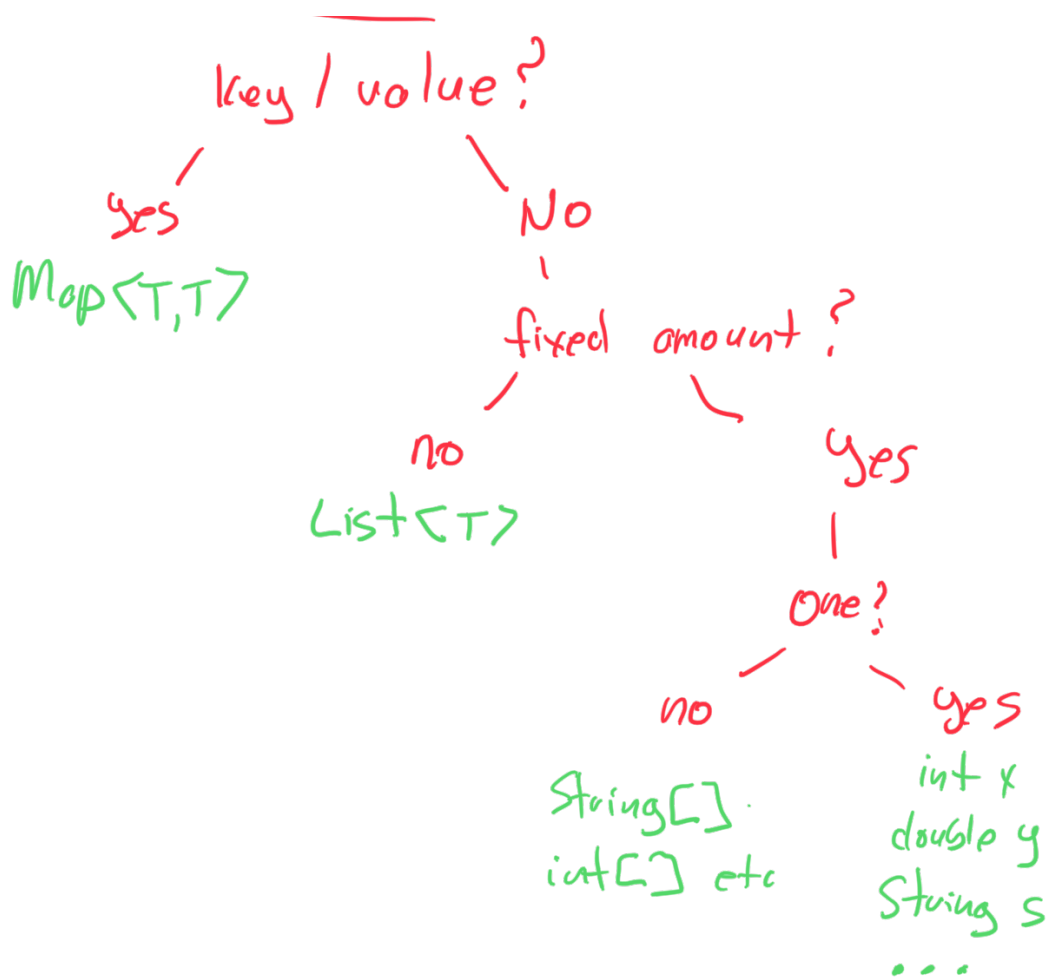 key / value?
yes
No
Map<T,T>
fixed amount?
no
yes
List<T>
One?
no
yes
String[]
int[] etc
int x
double y
String s
...